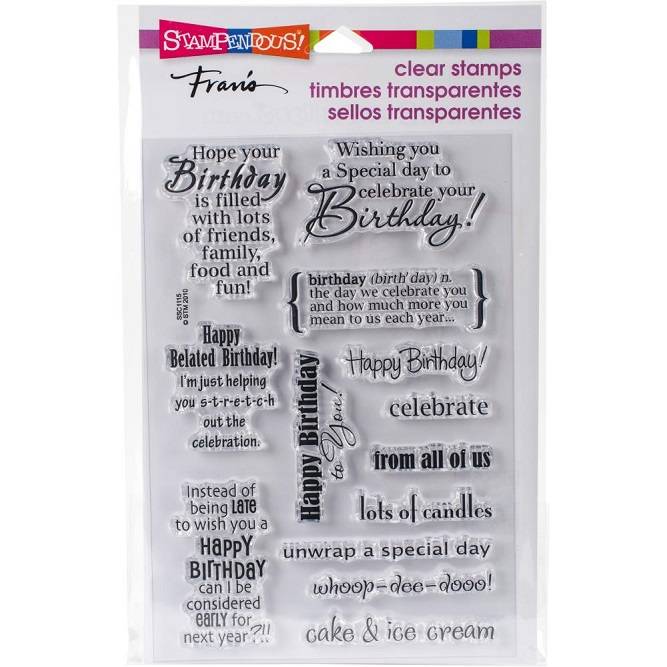 STAMPENDOUS!
Fran's
clear stamps
timbres transparentes
sellos transparentes
Hope your
Birthday
is filled
with lots
of friends,
family,
food and
fun!
Wishing you
a Special day to
celebrate your
Birthday!
birthday (birth' day) n.
the day we celebrate you
and how much more you
mean to us each year...
SSC1115
© STM 2010
Happy
Belated Birthday!
I'm just helping
you s-t-r-e-t-c-h
out the
celebration.
Happy Birthday
to You!
Happy Birthday!
celebrate
from all of us
lots of candles
Instead of
being LATE
to wish you a
HAPPY
BIRTHDAY
can I be
considered
EARLY for
next year?!!
unwrap a special day
whoop-dee-dooo!
cake & ice cream